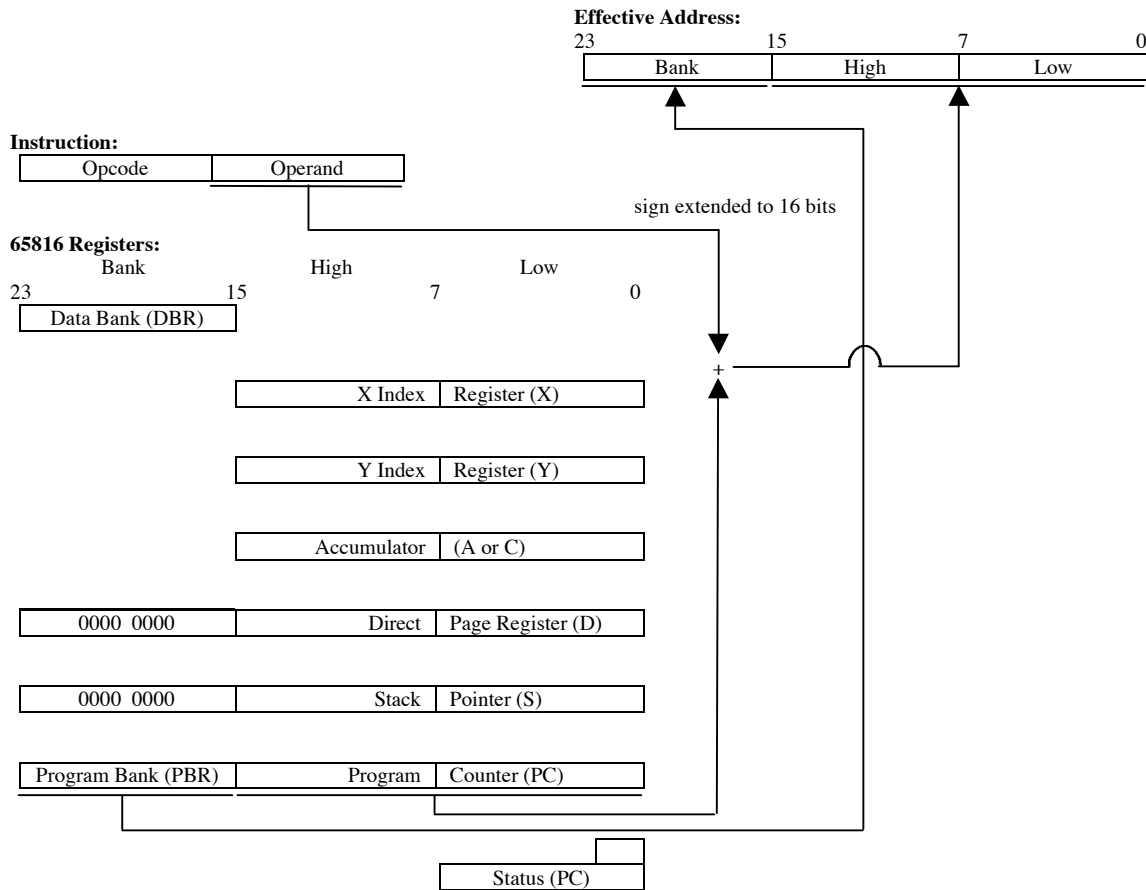 Effective Address:
23 15 7 0
Bank High Low
Instruction:
Opcode Operand
sign extended to 16 bits
65816 Registers:
Bank High Low
23 15 7 0
Data Bank (DBR)
+
X Index Register (X)
Y Index Register (Y)
Accumulator (A or C)
0000 0000 Direct Page Register (D)
0000 0000 Stack Pointer (S)
Program Bank (PBR) Program Counter (PC)
Status (PC)